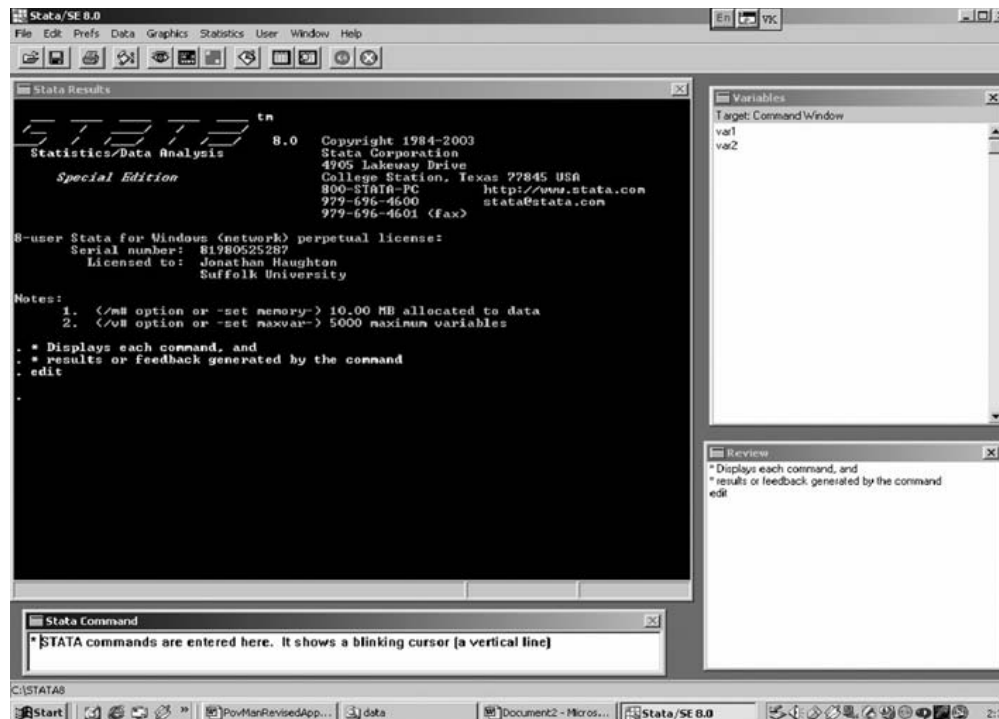 Stata/SE 8.0
En VK
File Edit Prefs Data Graphics Statistics User Window Help
Stata Results
STATA tm
8.0 Copyright 1984-2003
Statistics/Data Analysis Stata Corporation
4905 Lakeway Drive
Special Edition College Station, Texas 77845 USA
800-STATA-PC http://www.stata.com
979-696-4600 stata@stata.com
979-696-4601 (fax)
8-user Stata for Windows (network) perpetual license:
Serial number: 81980525287
Licensed to: Jonathan Haughton
Suffolk University
Notes:
1. (/m# option or -set memory-) 10.00 MB allocated to data
2. (/v# option or -set maxvar-) 5000 maximum variables
. * Displays each command, and
. * results or feedback generated by the command
. edit
.
Variables
Target: Command Window
var1
var2
Review
* Displays each command, and
* results or feedback generated by the command
edit
Stata Command
* STATA commands are entered here. It shows a blinking cursor (a vertical line)
C:\STATA8
Start » PovManRevisedApp... data Document2 - Micros... Stata/SE 8.0